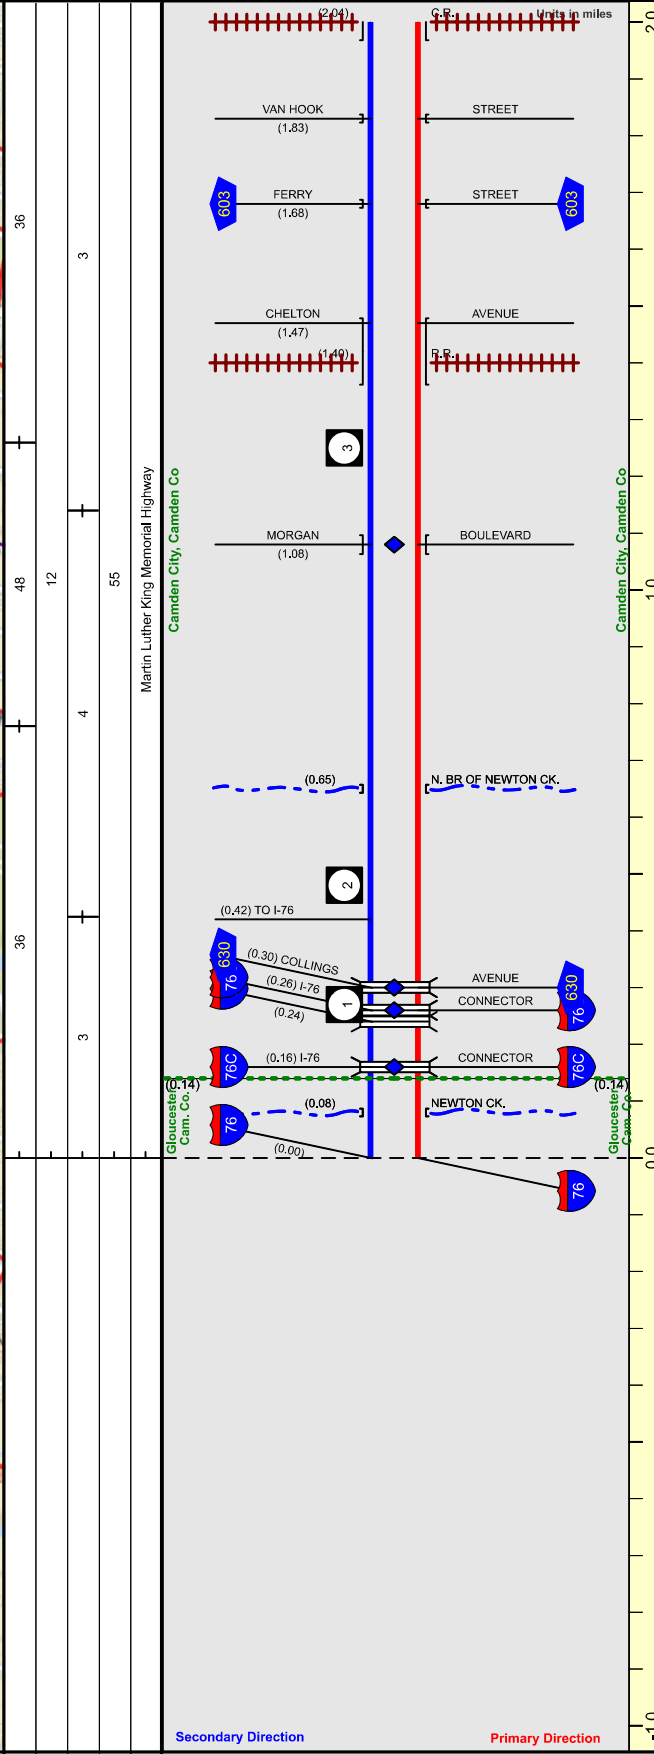 (2.04)
C.R.
Units in miles
2.0
VAN HOOK
STREET
(1.83)
603
FERRY
STREET
603
(1.68)
36
3
CHELTON
AVENUE
(1.47)
(1.40)
R.R.
3
Martin Luther King Memorial Highway
Camden City, Camden Co
Camden City, Camden Co
MORGAN
BOULEVARD
(1.08)
48
12
55
1.0
4
(0.65)
N. BR OF NEWTON CK.
2
(0.42) TO I-76
36
630
(0.30) COLLINGS
AVENUE
630
76
(0.26) I-76
1
CONNECTOR
76
(0.24)
3
76C
(0.16) I-76
CONNECTOR
76C
(0.14)
(0.14)
Gloucester,
Cam. Co.
Gloucester,
Cam. Co.
76
(0.08)
NEWTON CK.
(0.00)
0.0
76
-1.0
Secondary Direction
Primary Direction